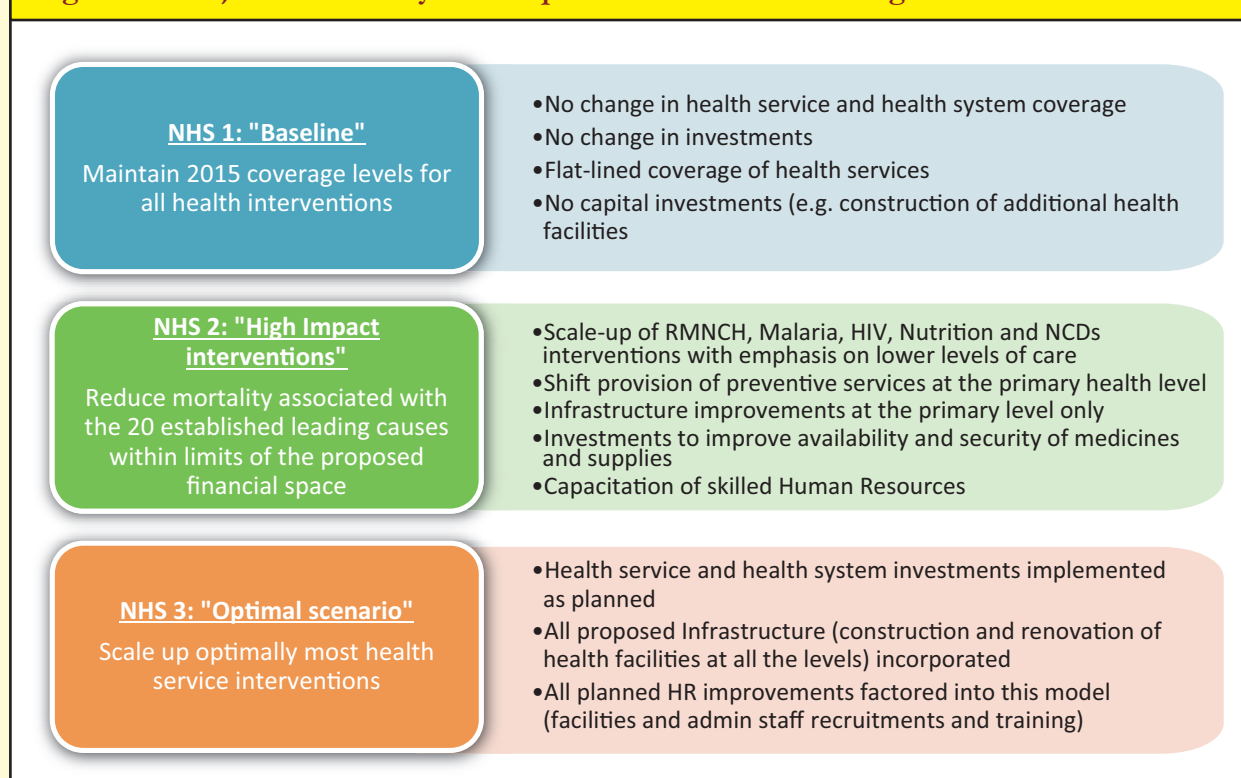 NHS 1: "Baseline"
Maintain 2015 coverage levels for
all health interventions
•No change in health service and health system coverage
•No change in investments
•Flat-lined coverage of health services
•No capital investments (e.g. construction of additional health
facilities
NHS 2: "High Impact
interventions"
Reduce mortality associated with
the 20 established leading causes
within limits of the proposed
financial space
•Scale-up of RMNCH, Malaria, HIV, Nutrition and NCDs
interventions with emphasis on lower levels of care
•Shift provision of preventive services at the primary health level
•Infrastructure improvements at the primary level only
•Investments to improve availability and security of medicines
and supplies
•Capacitation of skilled Human Resources
NHS 3: "Optimal scenario"
Scale up optimally most health
service interventions
•Health service and health system investments implemented
as planned
•All proposed Infrastructure (construction and renovation of
health facilities at all the levels) incorporated
•All planned HR improvements factored into this model
(facilities and admin staff recruitments and training)